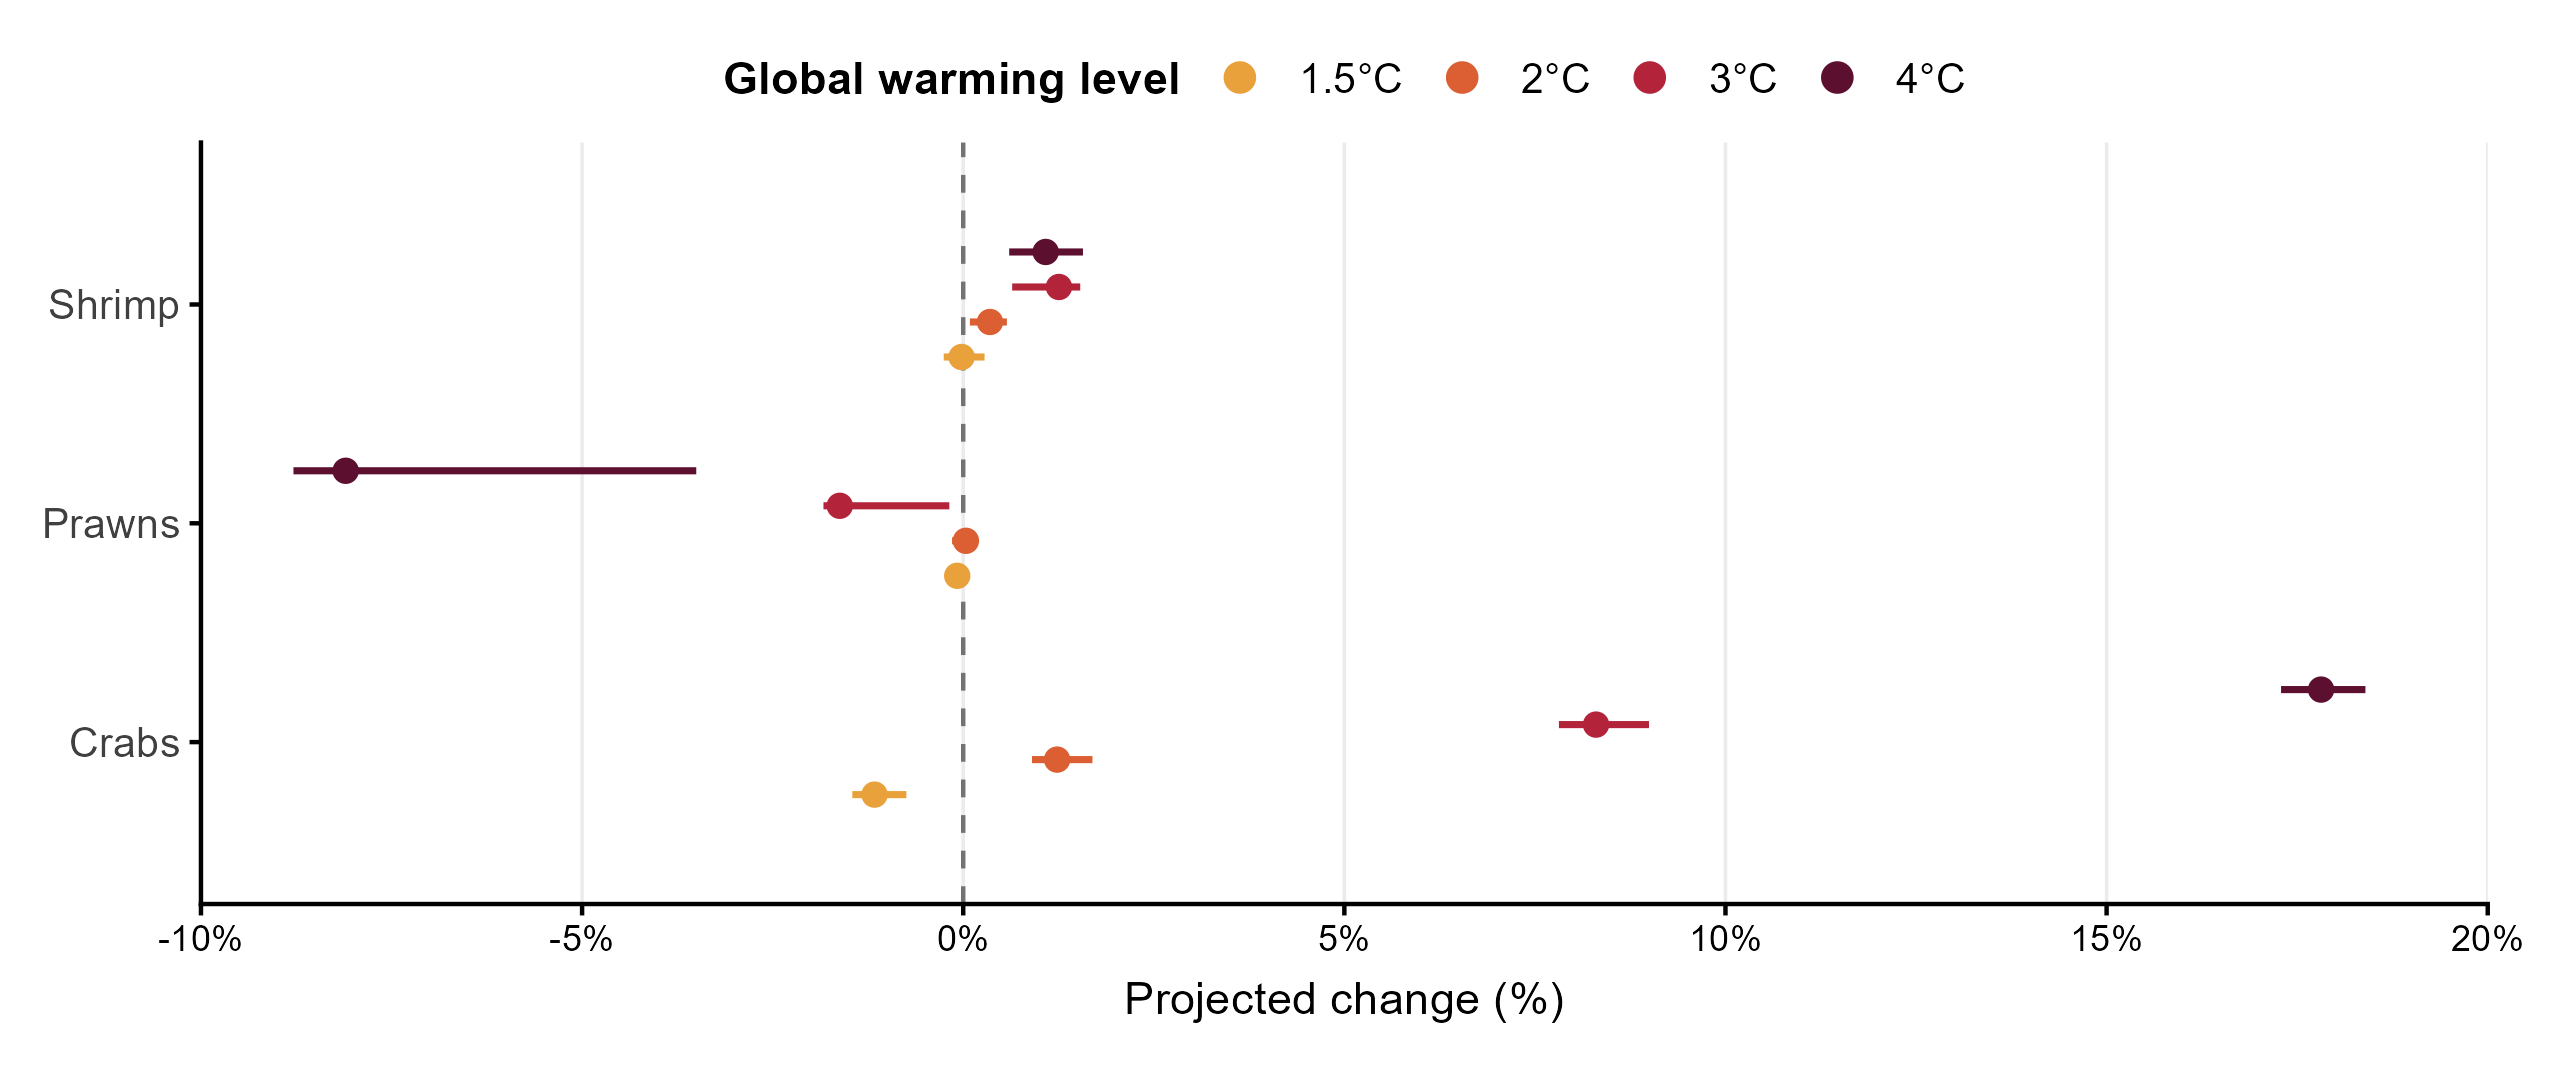 Global warming level 1.5°C 2°C 3°C 4°C
Shrimp
Prawns
Crabs
-10% -5% 0% 5% 10% 15% 20%
Projected change (%)